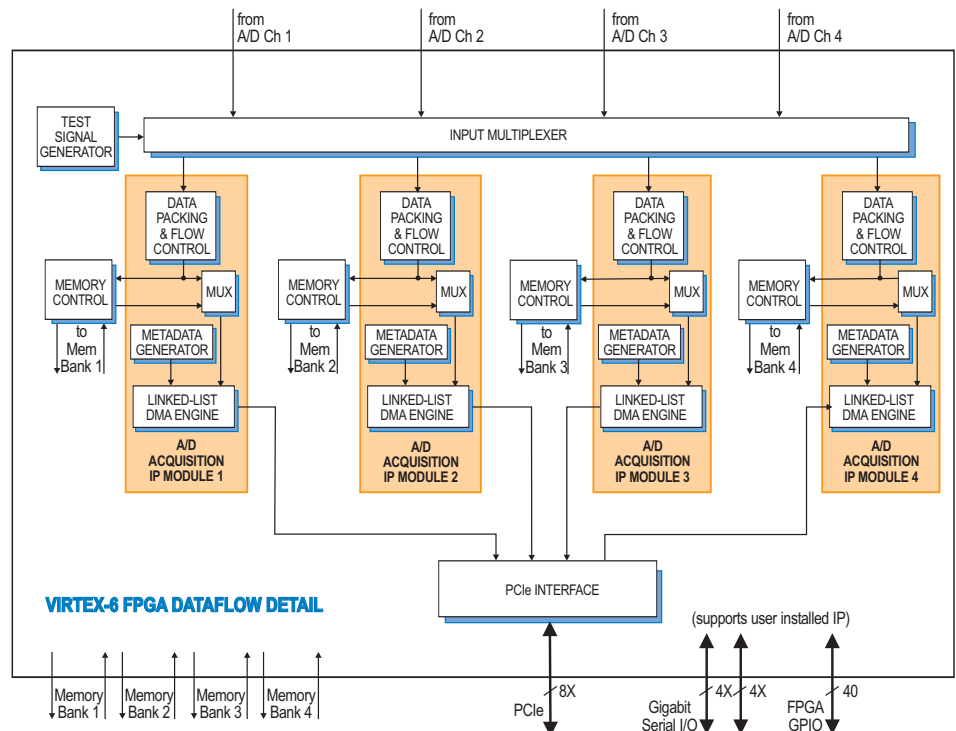 from
A/D Ch 1
from
A/D Ch 2
from
A/D Ch 3
from
A/D Ch 4
TEST
SIGNAL
GENERATOR
INPUT MULTIPLEXER
DATA
PACKING
& FLOW
CONTROL
MEMORY
CONTROL
MUX
to
Mem
Bank 1
METADATA
GENERATOR
LINKED-LIST
DMA ENGINE
A/D
ACQUISITION
IP MODULE 1
DATA
PACKING
& FLOW
CONTROL
MEMORY
CONTROL
MUX
to
Mem
Bank 2
METADATA
GENERATOR
LINKED-LIST
DMA ENGINE
A/D
ACQUISITION
IP MODULE 2
DATA
PACKING
& FLOW
CONTROL
MEMORY
CONTROL
MUX
to
Mem
Bank 3
METADATA
GENERATOR
LINKED-LIST
DMA ENGINE
A/D
ACQUISITION
IP MODULE 3
DATA
PACKING
& FLOW
CONTROL
MEMORY
CONTROL
MUX
to
Mem
Bank 4
METADATA
GENERATOR
LINKED-LIST
DMA ENGINE
A/D
ACQUISITION
IP MODULE 4
PCIe INTERFACE
VIRTEX-6 FPGA DATAFLOW DETAIL
(supports user installed IP)
Memory
Bank 1
Memory
Bank 2
Memory
Bank 3
Memory
Bank 4
8X
PCIe
4X
4X
Gigabit
Serial I/O
40
FPGA
GPIO